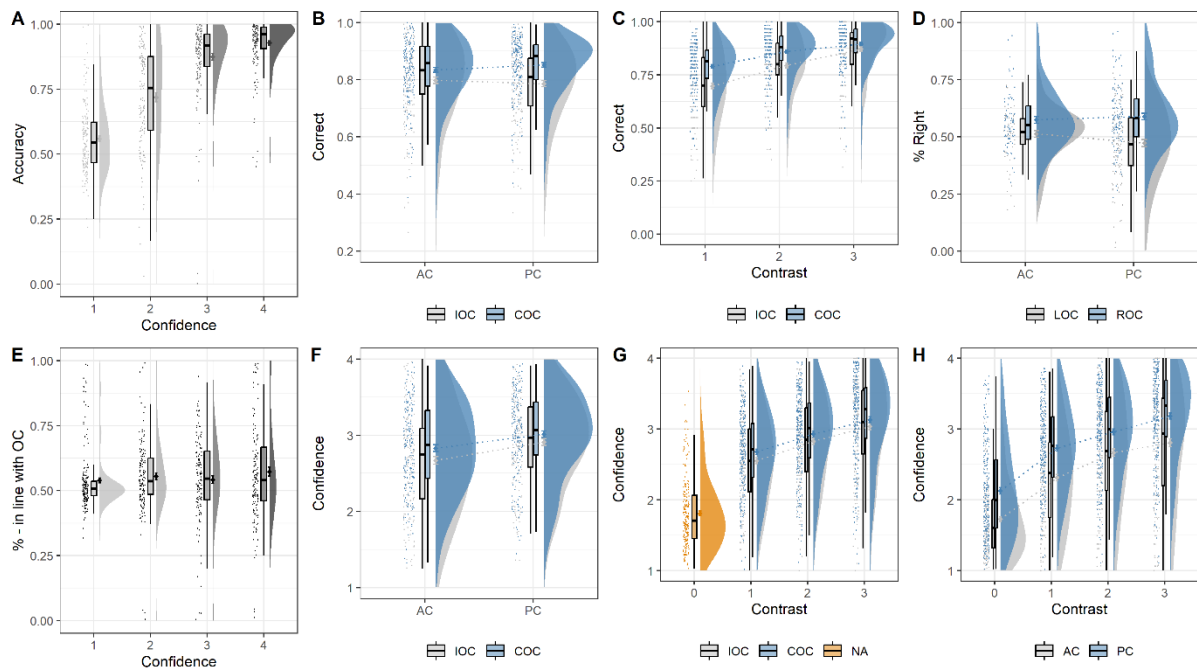 A
Accuracy
1.00
0.75
0.50
0.25
0.00
1 2 3 4
Confidence
B
Correct
1.0
0.8
0.6
0.4
0.2
AC PC
IOC COC
C
Correct
1.00
0.75
0.50
0.25
0.00
1 2 3
Contrast
IOC COC
D
% Right
1.00
0.75
0.50
0.25
0.00
AC PC
LOC ROC
E
% - in line with OC
1.00
0.75
0.50
0.25
0.00
1 2 3 4
Confidence
F
Confidence
4
3
2
1
AC PC
IOC COC
G
Confidence
4
3
2
1
0 1 2 3
Contrast
IOC COC NA
H
Confidence
4
3
2
1
0 1 2 3
Contrast
AC PC